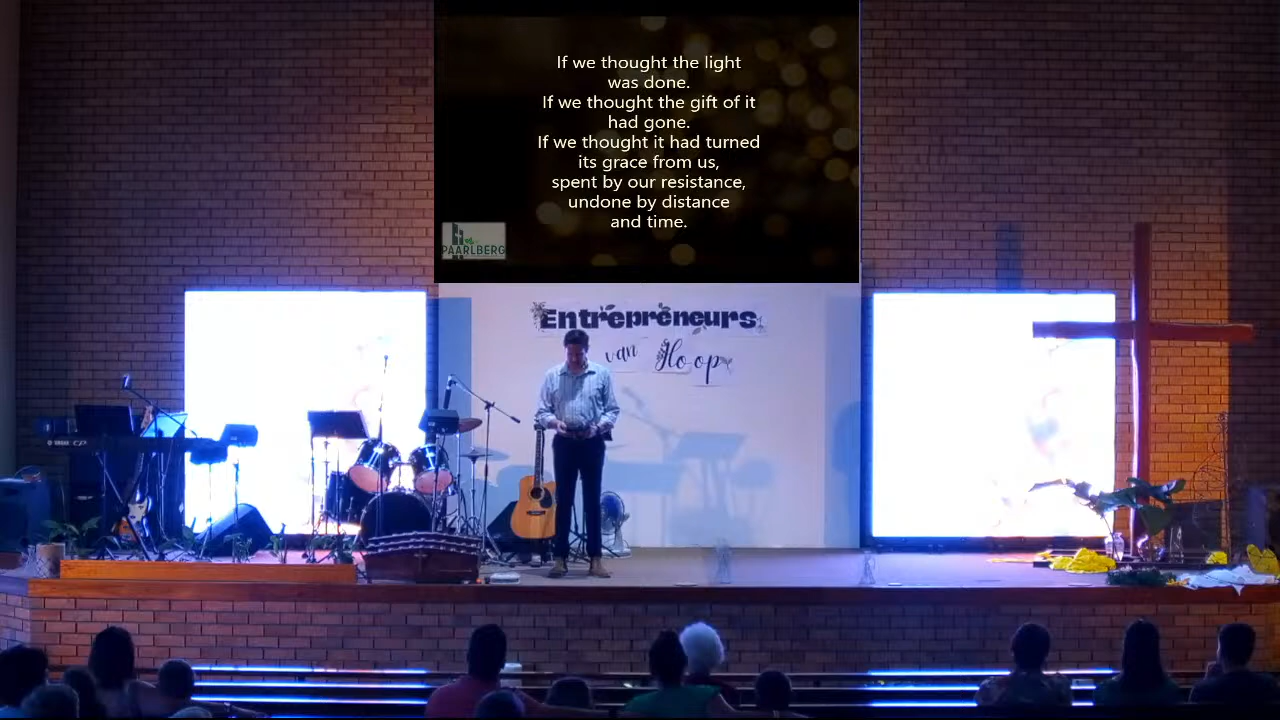 If we thought the light
was done.
If we thought the gift of it
had gone.
If we thought it had turned
its grace from us,
spent by our resistance,
undone by distance
and time.
PAARLBERG
Entrepreneurs
van Hoop